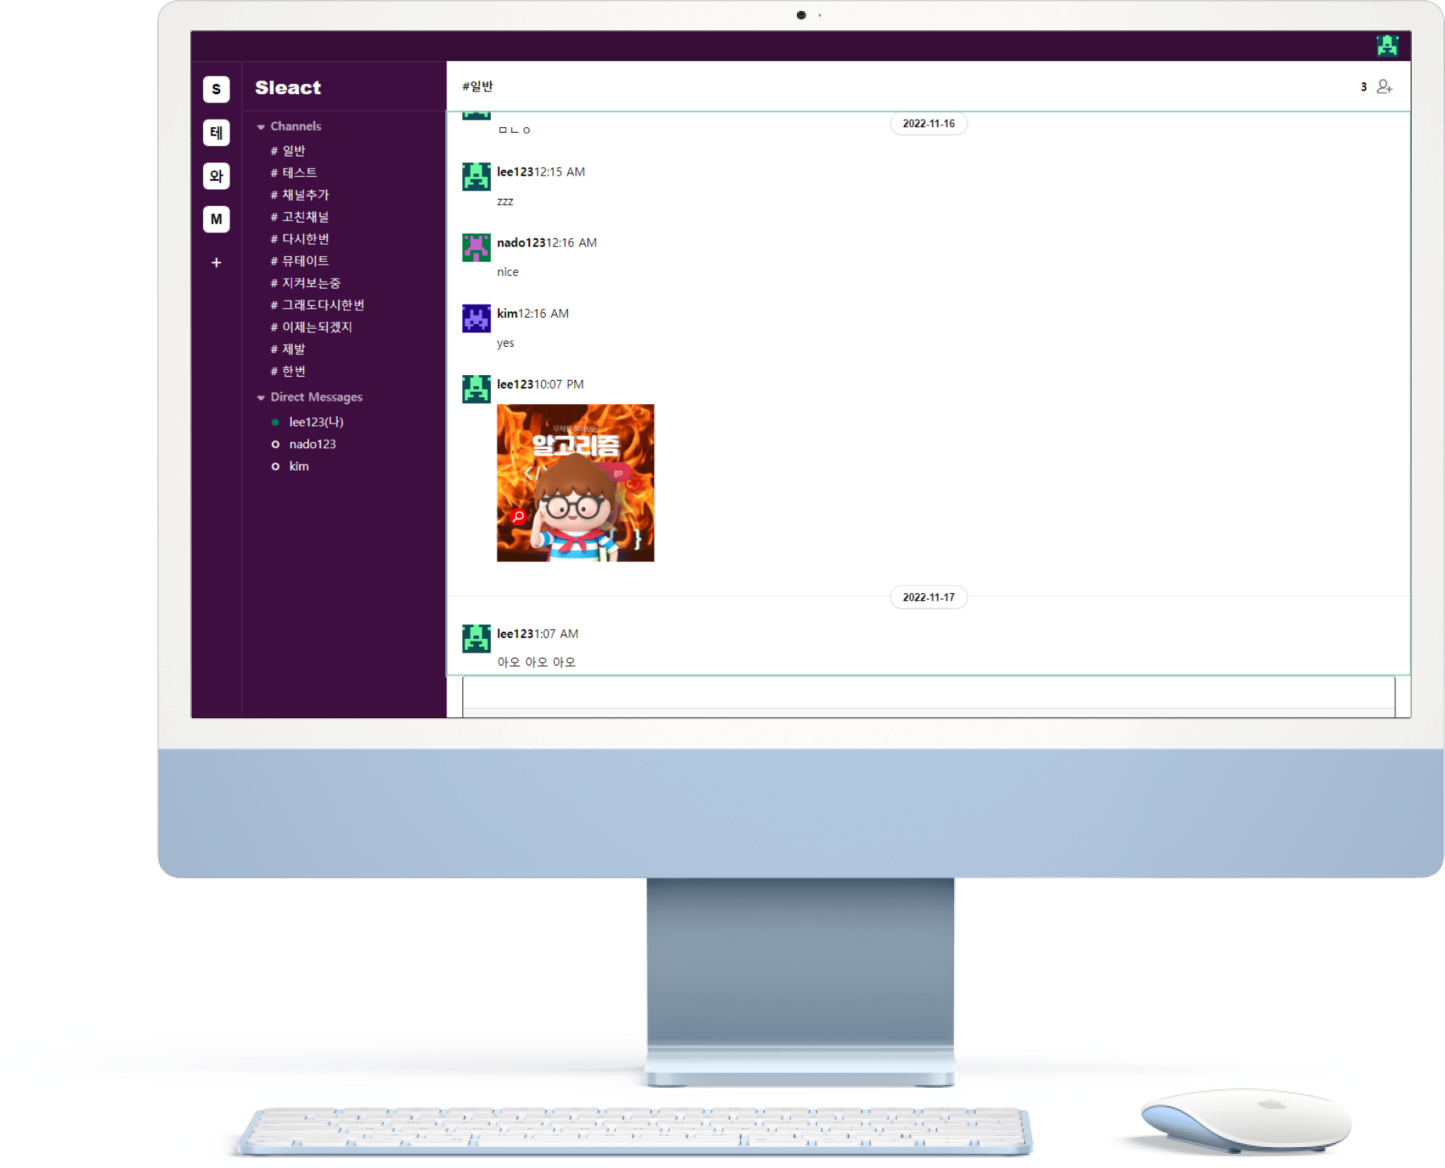 S
테
와
M
+
Sleact
Channels
# 일반
# 테스트
# 채널추가
# 고친채널
# 다시한번
# 뮤테이트
# 지켜보는중
# 그래도다시한번
# 이제는되겠지
# 제발
# 한번
Direct Messages
lee123(나)
nado123
kim
#일반
3
2022-11-16
ㅁㄴㅇ
lee12312:15 AM
zzz
nado12312:16 AM
nice
kim12:16 AM
yes
lee12310:07 PM
알고리즘
</
go
}
2022-11-17
lee1231:07 AM
아오 아오 아오